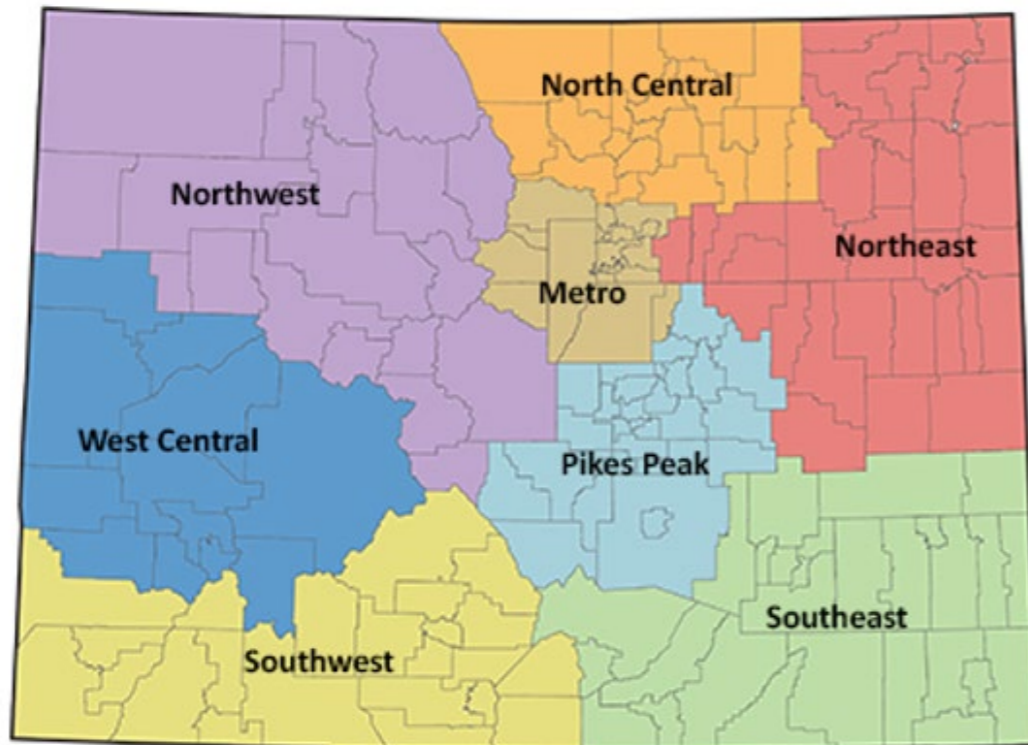 North Central
Northwest
Northeast
Metro
West Central
Pikes Peak
Southeast
Southwest